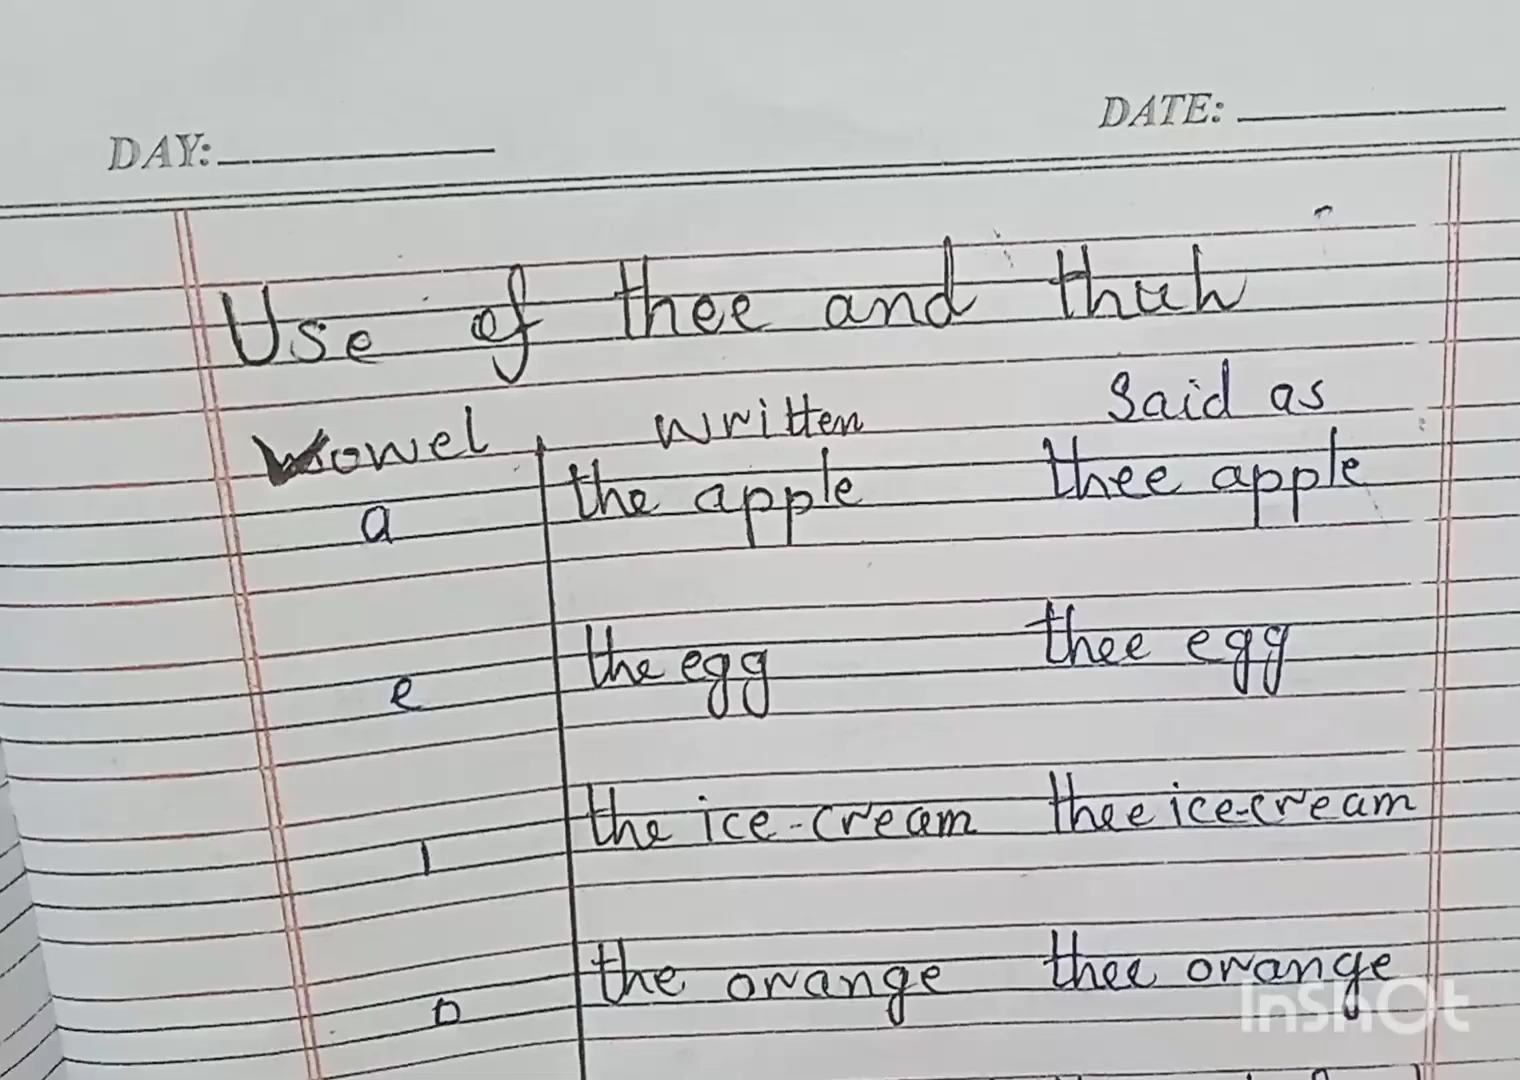 DAY: DATE:
Use of thee and thuh
Vowel written Said as
a the apple thee apple
e the egg thee egg
I the ice-cream thee ice-cream
o the orange thee orange
InShOt